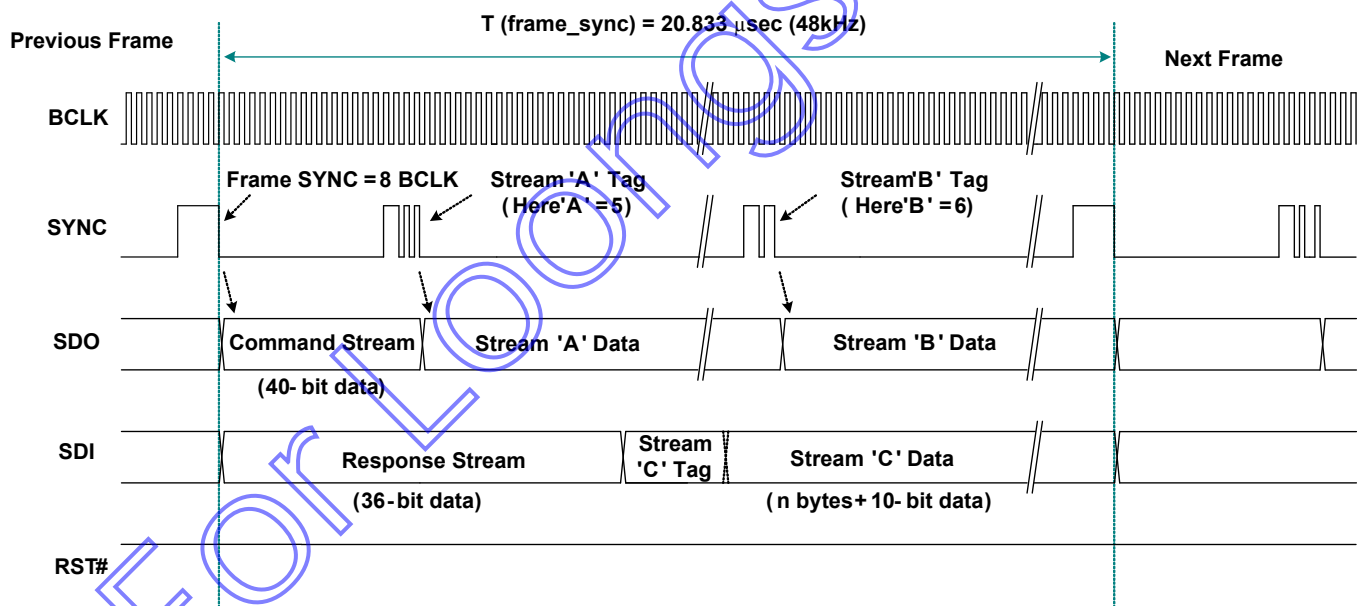 T (frame_sync) = 20.833 μsec (48kHz)
Previous Frame
Next Frame
BCLK
Frame SYNC = 8 BCLK
Stream 'A' Tag
(Here'A' = 5)
Stream'B' Tag
( Here'B' = 6)
SYNC
SDO
Command Stream
Stream 'A' Data
Stream 'B' Data
(40- bit data)
SDI
Response Stream
Stream
'C' Tag
Stream 'C' Data
(36-bit data)
(n bytes+10- bit data)
RST#
For Loongs